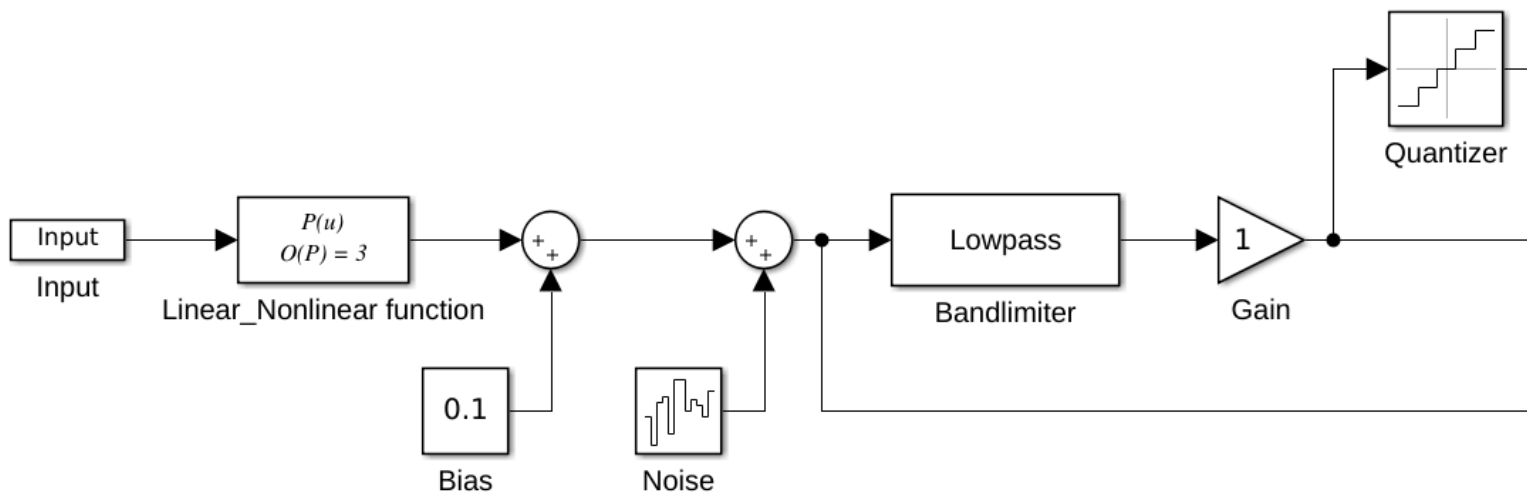 Quantizer
Input
Input
P(u)
O(P) = 3
Linear_Nonlinear function
+
+
0.1
Bias
+
+
Noise
Lowpass
Bandlimiter
1
Gain